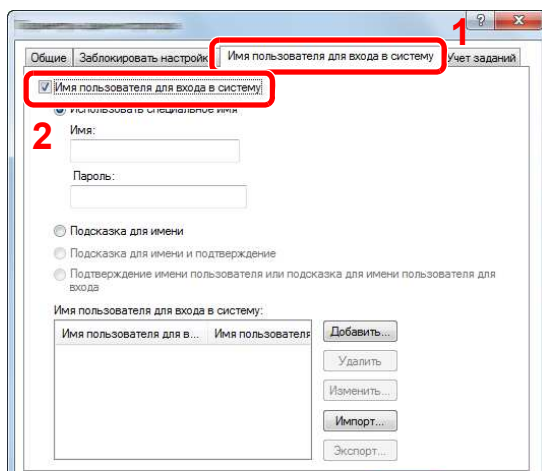 1
Общие Заблокировать настройк Имя пользователя для входа в систему Учет заданий
Имя пользователя для входа в систему
Использовать специальное имя
2
Имя:
Пароль:
Подсказка для имени
Подсказка для имени и подтверждение
Подтверждение имени пользователя или подсказка для имени пользователя для
входа
Имя пользователя для входа в систему:
Имя пользователя для в... Имя пользователя
Добавить...
Удалить
Изменить...
Импорт...
Экспорт...